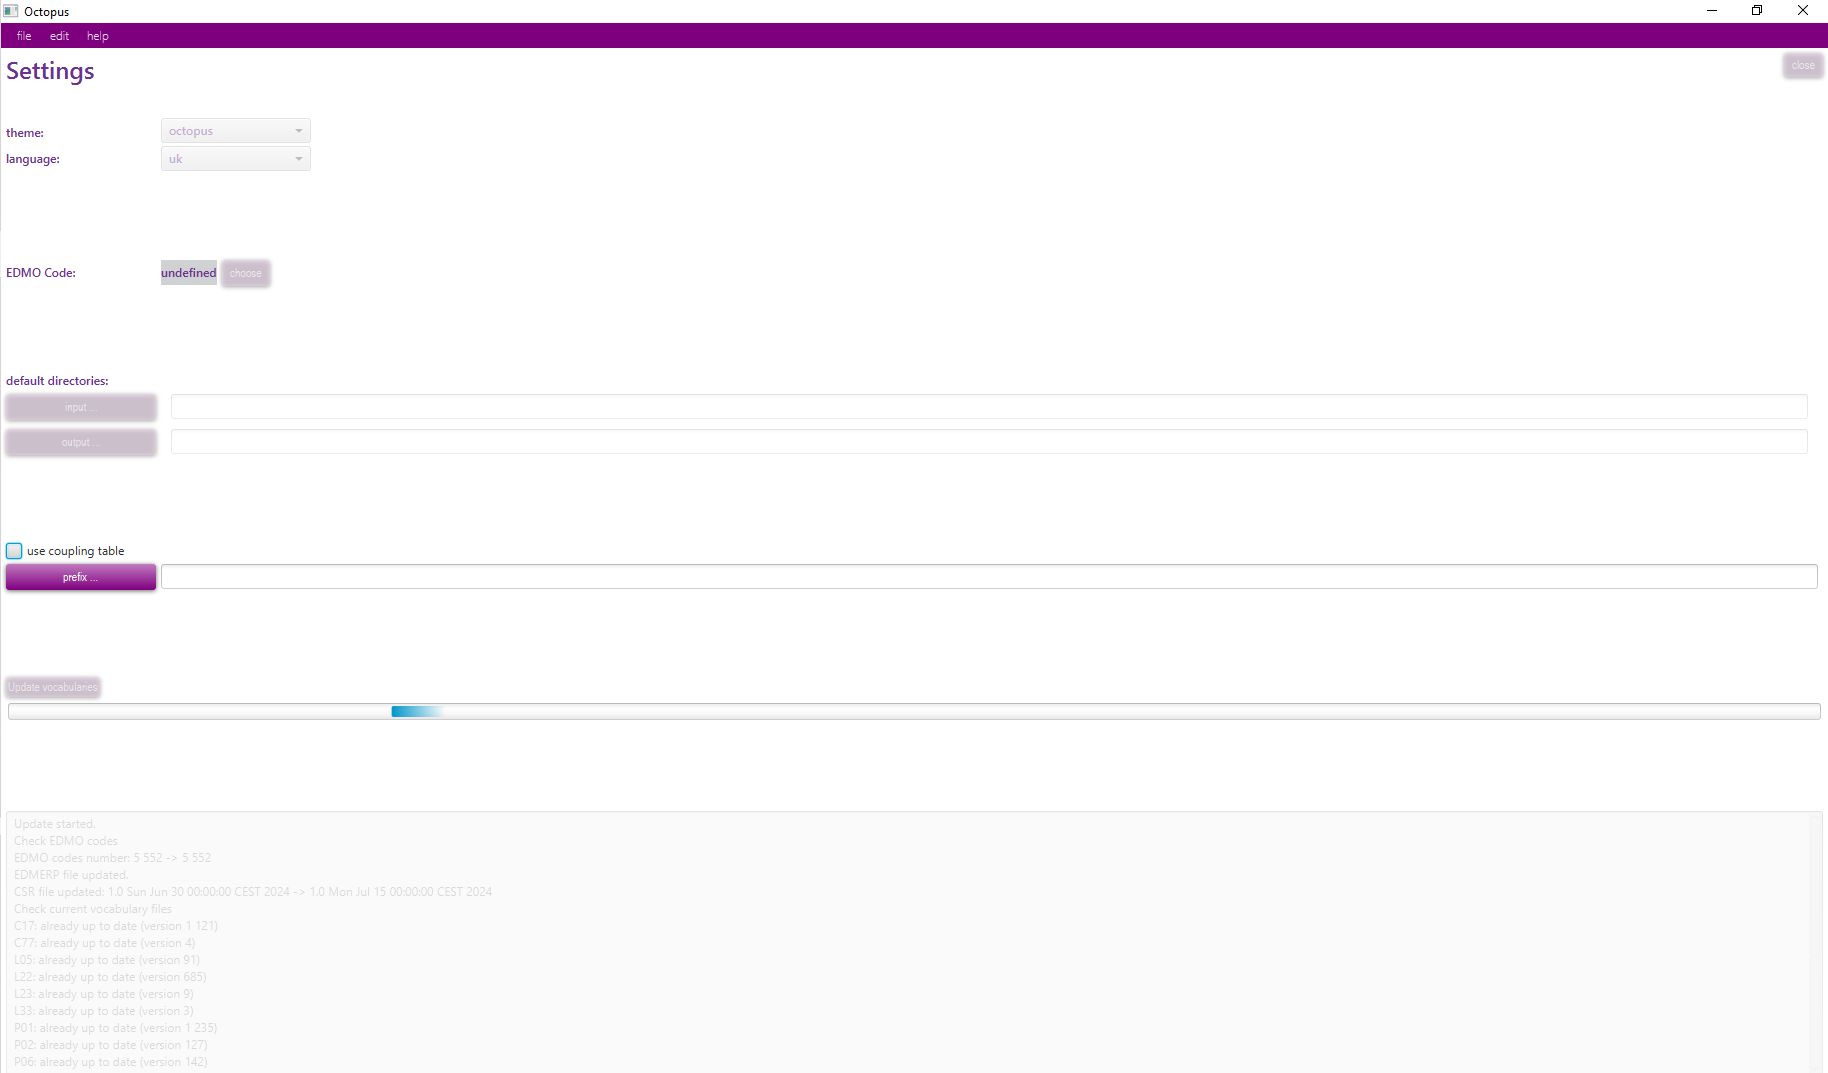 Octopus
file edit help
Settings
close
theme: octopus
language: uk
EDMO Code: undefined choose
default directories:
input ...
output ...
use coupling table
prefix ...
Update vocabularies
Update started.
Check EDMO codes
EDMO codes number: 5 552 -> 5 552
EDMERP file updated.
CSR file updated: 1.0 Sun Jun 30 00:00:00 CEST 2024 -> 1.0 Mon Jul 15 00:00:00 CEST 2024
Check current vocabulary files
C17: already up to date (version 1 121)
C77: already up to date (version 4)
L05: already up to date (version 91)
L22: already up to date (version 685)
L23: already up to date (version 9)
L33: already up to date (version 3)
P01: already up to date (version 1 235)
P02: already up to date (version 127)
P06: already up to date (version 142)